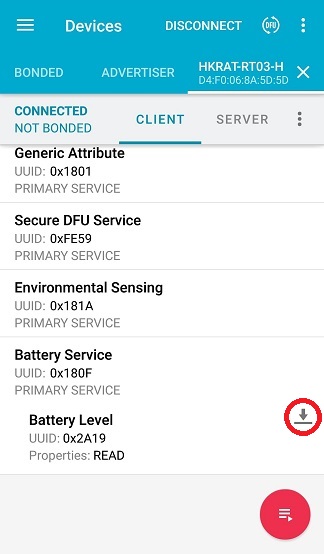 Devices
DISCONNECT
DFU
BONDED
ADVERTISER
HKRAT-RT03-H
D4:F0:06:8A:5D:5D
CONNECTED
NOT BONDED
CLIENT
SERVER
Generic Attribute
UUID: 0x1801
PRIMARY SERVICE
Secure DFU Service
UUID: 0xFE59
PRIMARY SERVICE
Environmental Sensing
UUID: 0x181A
PRIMARY SERVICE
Battery Service
UUID: 0x180F
PRIMARY SERVICE
Battery Level
UUID: 0x2A19
Properties: READ